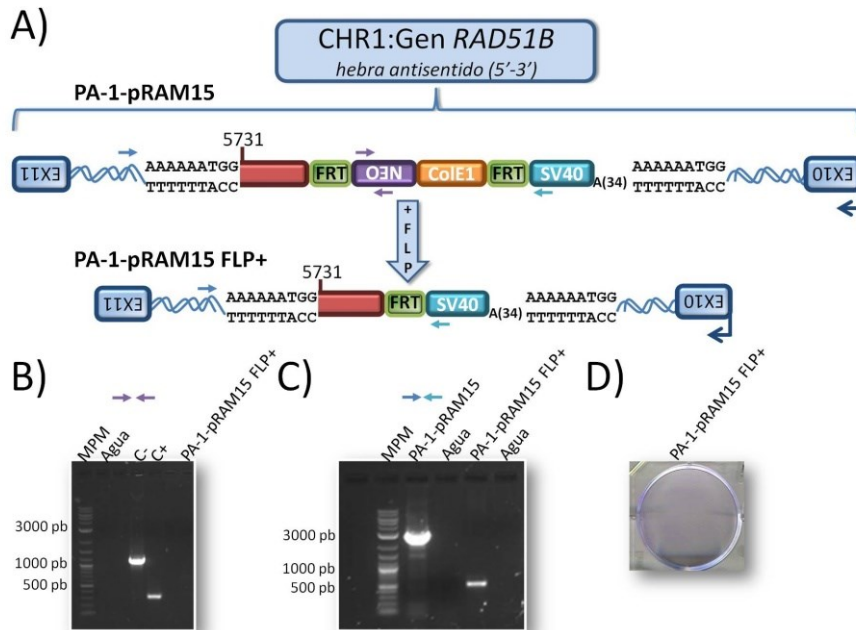 A)
CHR1:Gen RAD51B
hebra antisentido (5'-3')
PA-1-pRAM15
5731
EX11
AAAAAATGG
TTTTTTACC
FRT
NEO
ColE1
FRT
SV40
A(34)
AAAAAATGG
TTTTTTACC
EX10
+ FLP
PA-1-pRAM15 FLP+
5731
EX11
AAAAAATGG
TTTTTTACC
FRT
SV40
A(34)
AAAAAATGG
TTTTTTACC
EX10
B)
MPM
Agua
C-
C+
PA-1-pRAM15 FLP+
3000 pb
1000 pb
500 pb
C)
MPM
PA-1-pRAM15
Agua
PA-1-pRAM15 FLP+
Agua
3000 pb
1000 pb
500 pb
D)
PA-1-pRAM15 FLP+